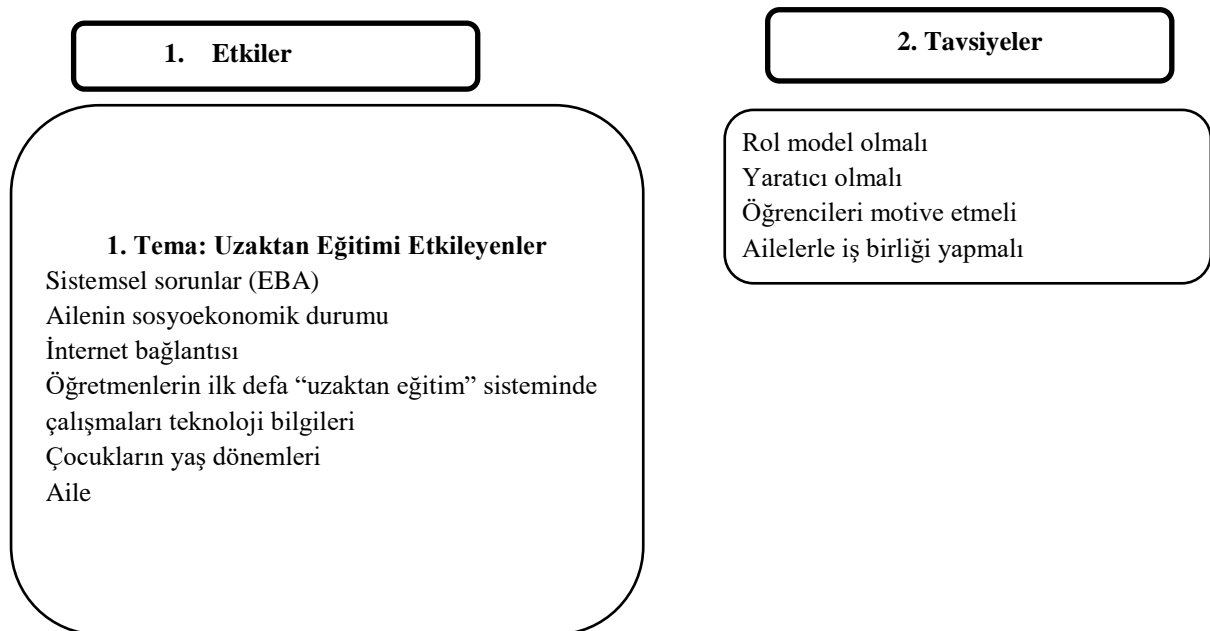 1. Etkiler
1. Tema: Uzaktan Eğitimi Etkileyenler
Sistemsel sorunlar (EBA)
Ailenin sosyoekonomik durumu
İnternet bağlantısı
Öğretmenlerin ilk defa “uzaktan eğitim” sisteminde
çalışmaları teknoloji bilgileri
Çocukların yaş dönemleri
Aile
2. Tavsiyeler
Rol model olmalı
Yaratıcı olmalı
Öğrencileri motive etmeli
Ailelerle iş birliği yapmalı